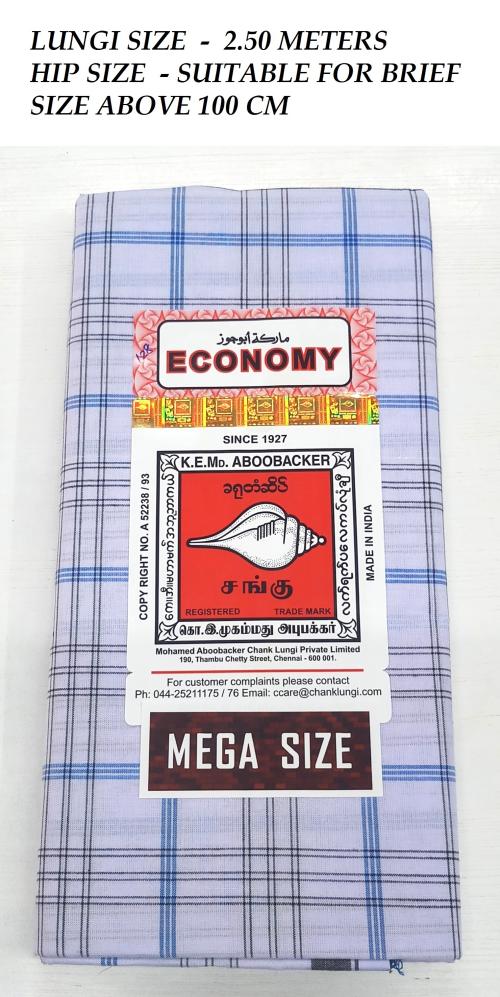 LUNGI SIZE - 2.50 METERS
HIP SIZE - SUITABLE FOR BRIEF
SIZE ABOVE 100 CM
ماركة أبوجوز
ECONOMY
SINCE 1927
K.E.MD. ABOOBACKER
சங்கு
REGISTERED TRADE MARK
கொ.இ.முகம்மது அபுபக்கர்
COPY RIGHT NO. A 52238 / 93
MADE IN INDIA
Mohamed Aboobacker Chank Lungi Private Limited
190, Thambu Chetty Street, Chennai - 600 001.
For customer complaints please contact
Ph: 044-25211175 / 76 Email: ccare@chanklungi.com
MEGA SIZE